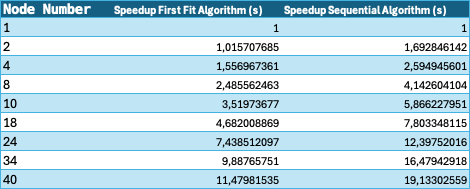 Node Number Speedup First Fit Algorithm (s) Speedup Sequential Algorithm (s)
1 1 1
2 1,015707685 1,692846142
4 1,556967361 2,594945601
8 2,485562463 4,142604104
10 3,51973677 5,866227951
18 4,682008869 7,803348115
24 7,438512097 12,39752016
34 9,88765751 16,47942918
40 11,47981535 19,13302559